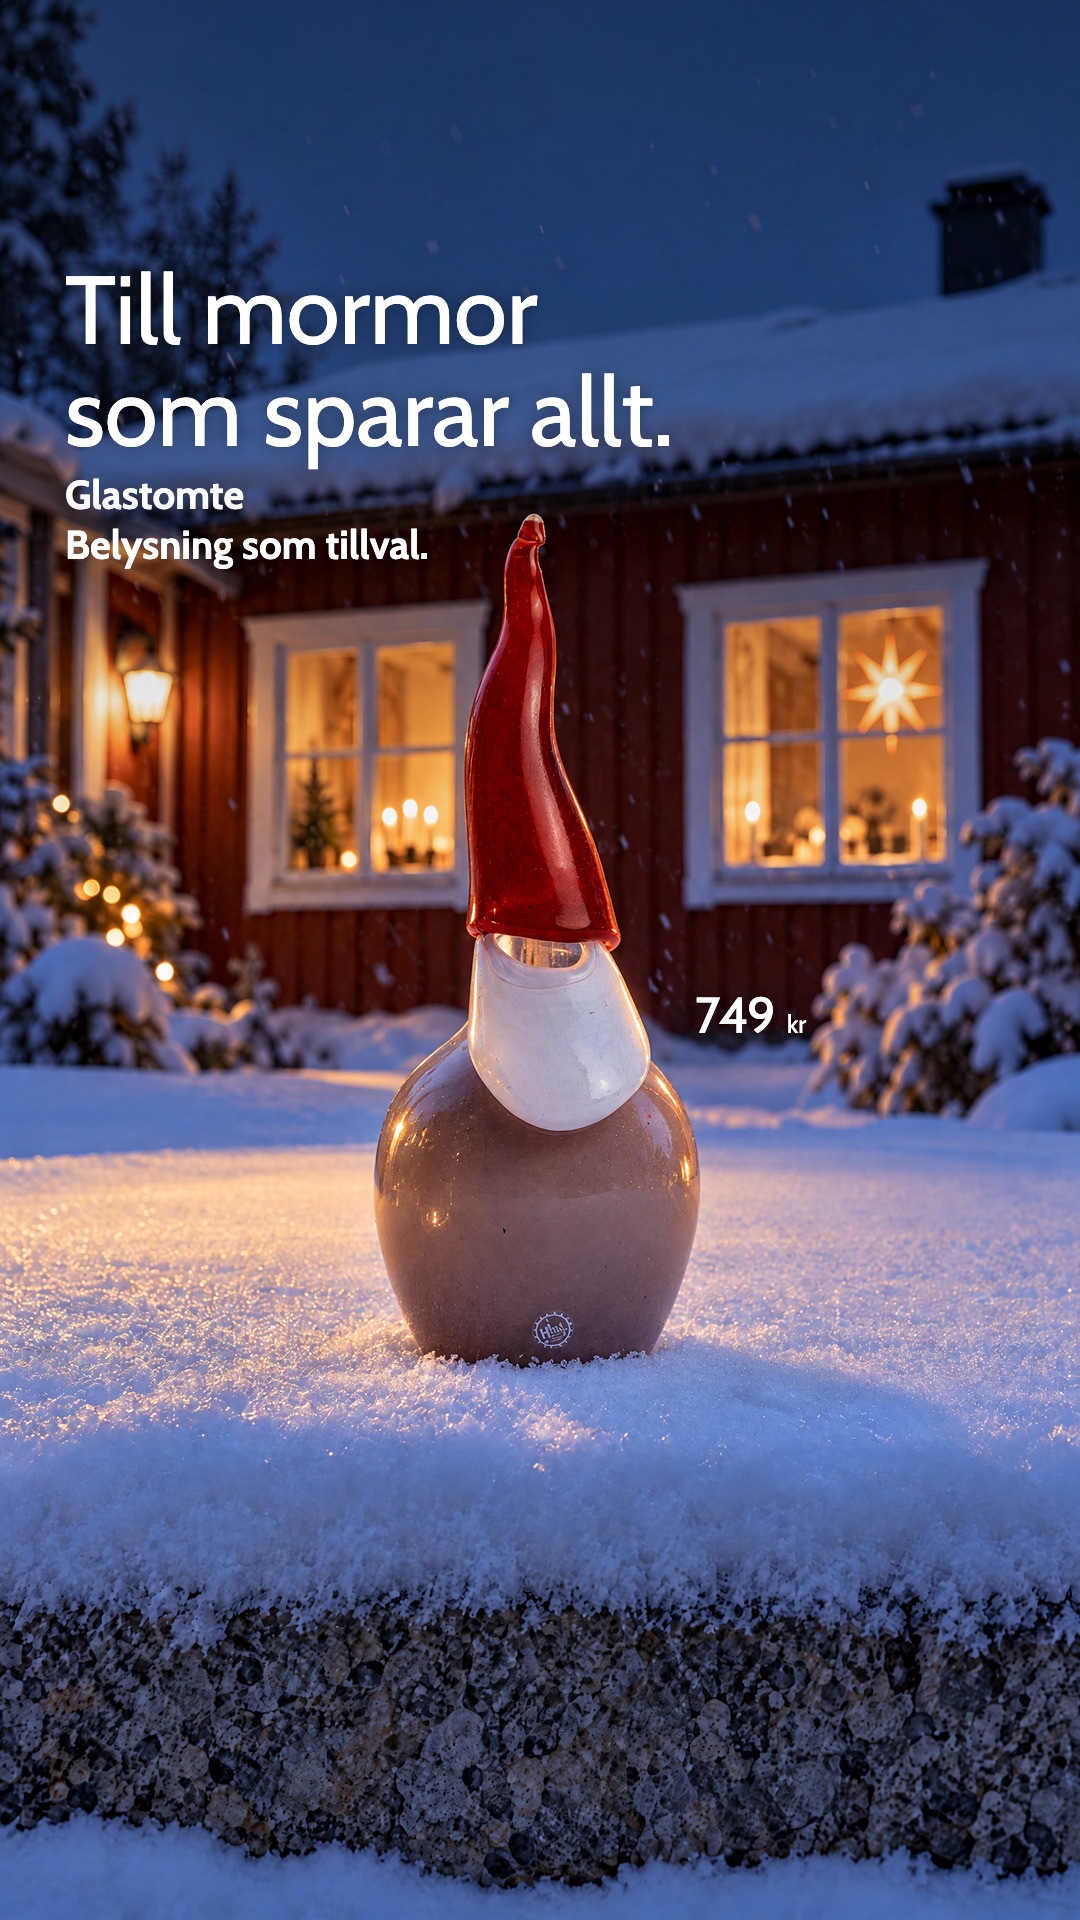 Till mormor
som sparar allt.
Glastomte
Belysning som tillval.
749 kr